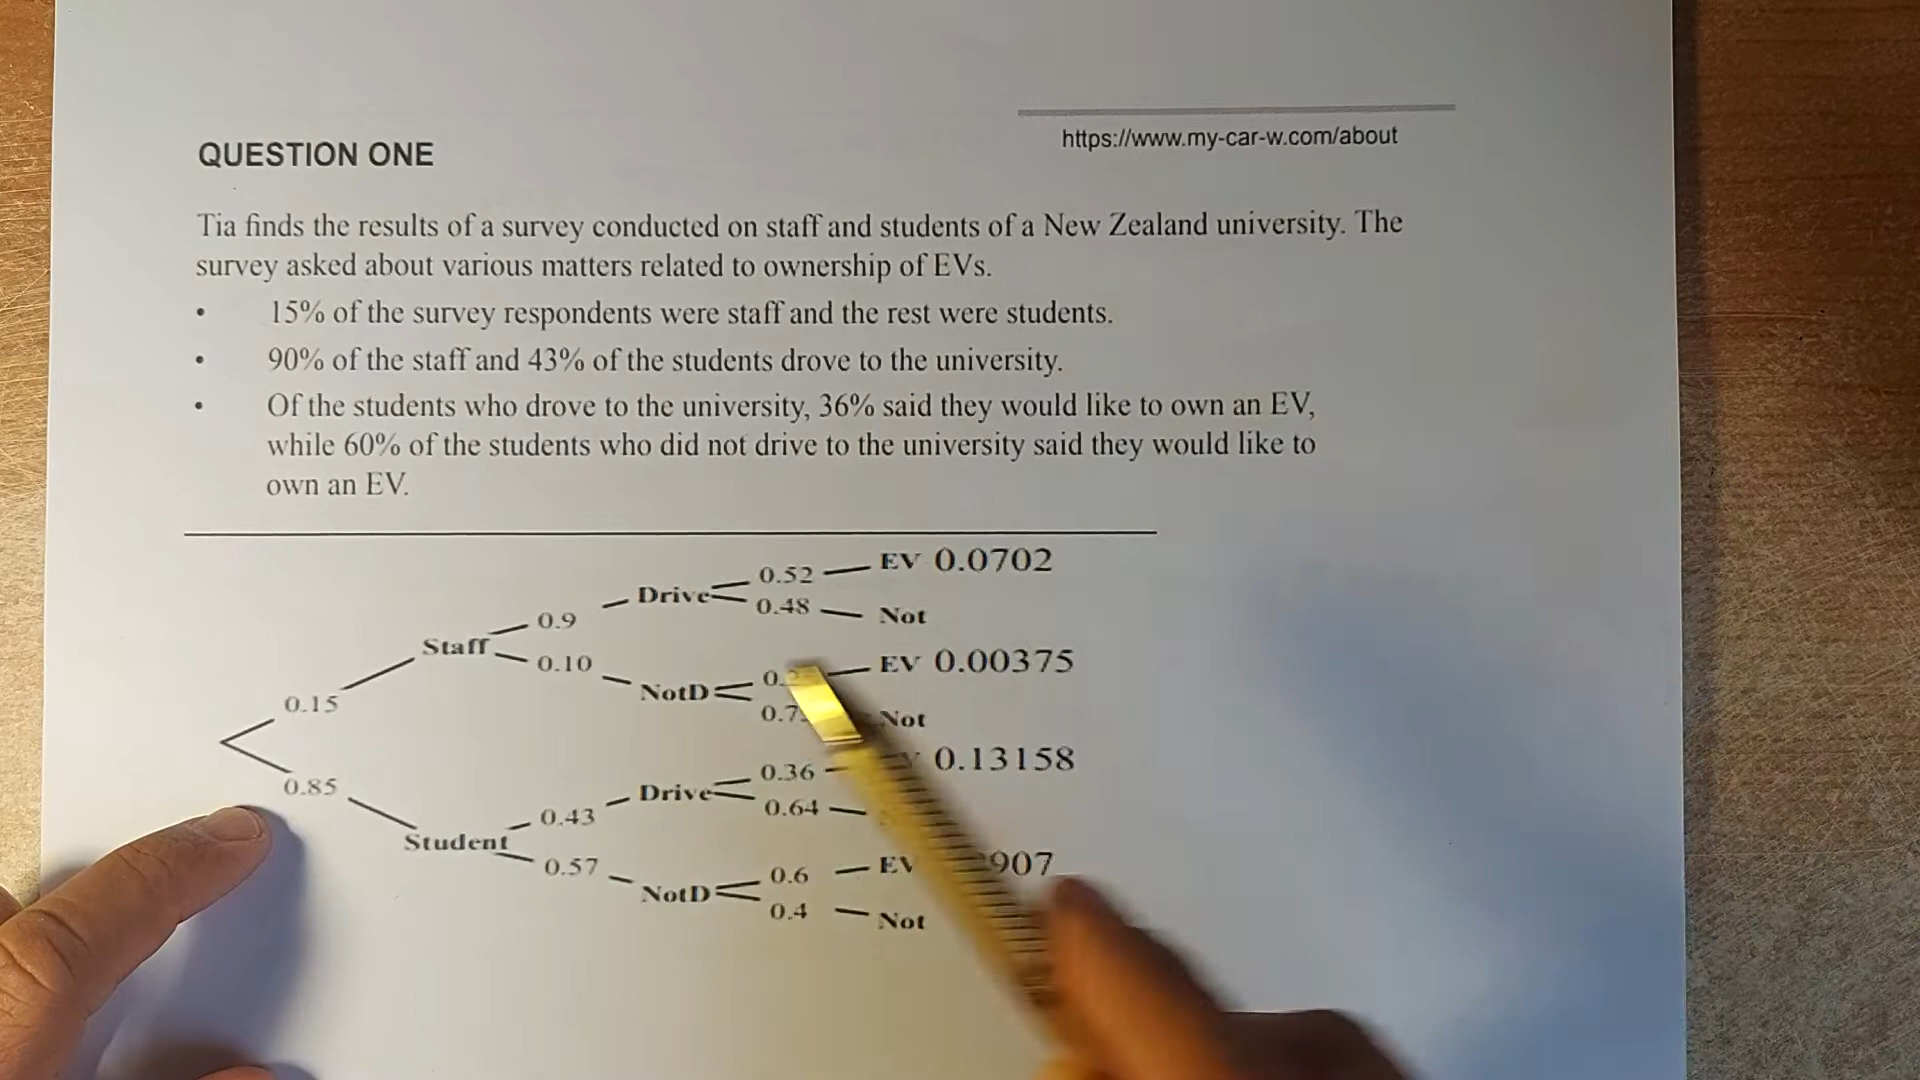 https://www.my-car-w.com/about
QUESTION ONE
Tia finds the results of a survey conducted on staff and students of a New Zealand university. The
survey asked about various matters related to ownership of EVs.
• 15% of the survey respondents were staff and the rest were students.
• 90% of the staff and 43% of the students drove to the university.
• Of the students who drove to the university, 36% said they would like to own an EV,
while 60% of the students who did not drive to the university said they would like to
own an EV.
0.52 EV 0.0702
Drive
0.48 Not
0.9
Staff
0.10
EV 0.00375
NotD
Not
0.15
0.13158
0.36
Drive
0.64
0.85
0.43
Student
0.57
0.6 EV
NotD
0.4 Not